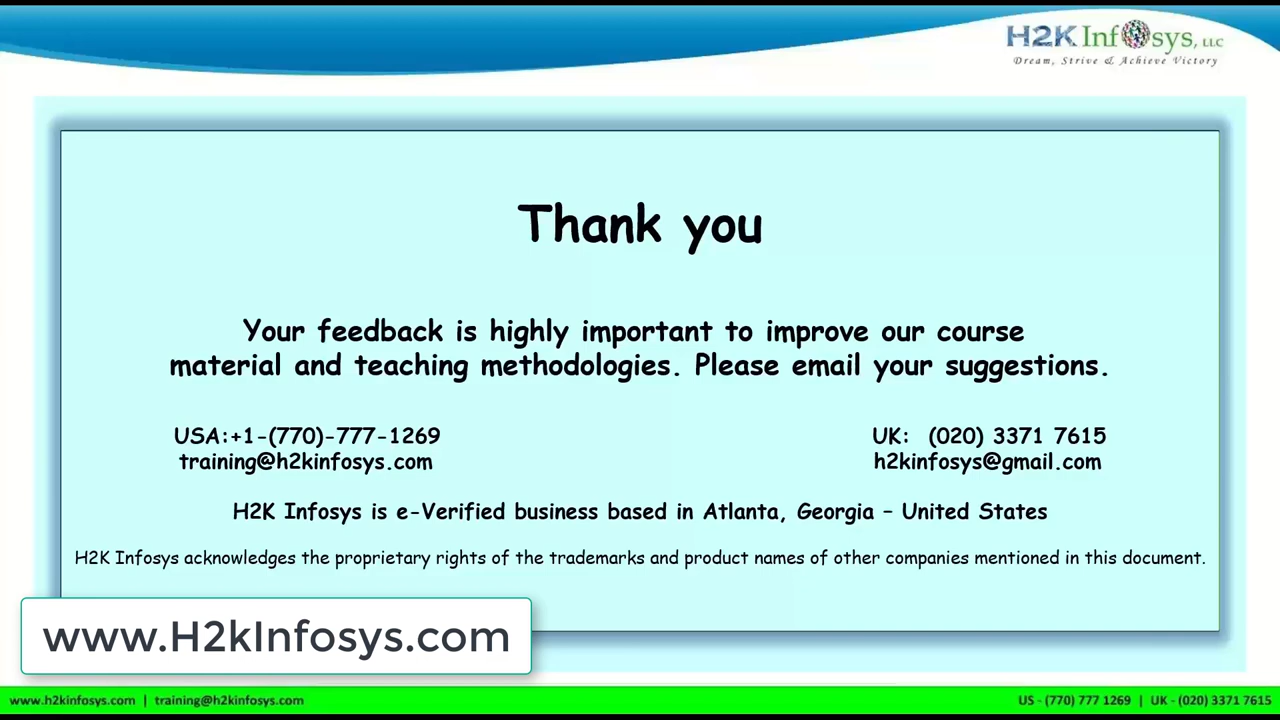 H2K Infosys, LLC
Dream, Strive & Achieve Victory
Thank you
Your feedback is highly important to improve our course
material and teaching methodologies. Please email your suggestions.
USA:+1-(770)-777-1269
UK: (020) 3371 7615
training@h2kinfosys.com
h2kinfosys@gmail.com
H2K Infosys is e-Verified business based in Atlanta, Georgia – United States
H2K Infosys acknowledges the proprietary rights of the trademarks and product names of other companies mentioned in this document.
www.H2kInfosys.com
www.h2kinfosys.com | training@h2kinfosys.com
US - (770) 777 1269 | UK - (020) 3371 7615